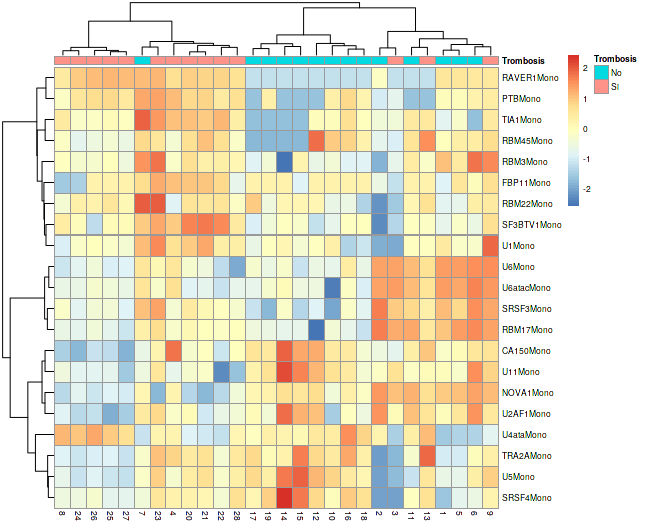 Trombosis
RAVER1Mono
PTBMono
TIA1Mono
RBM45Mono
RBM3Mono
FBP11Mono
RBM22Mono
SF3BTV1Mono
U1Mono
U6Mono
U6atacMono
SRSF3Mono
RBM17Mono
CA150Mono
U11Mono
NOVA1Mono
U2AF1Mono
U4ataMono
TRA2AMono
U5Mono
SRSF4Mono
8 24 26 25 27 7 23 4 20 21 22 28 17 19 14 15 12 10 16 18 2 3 11 13 1 5 6 9
2
1
0
-1
-2
Trombosis
No
SI